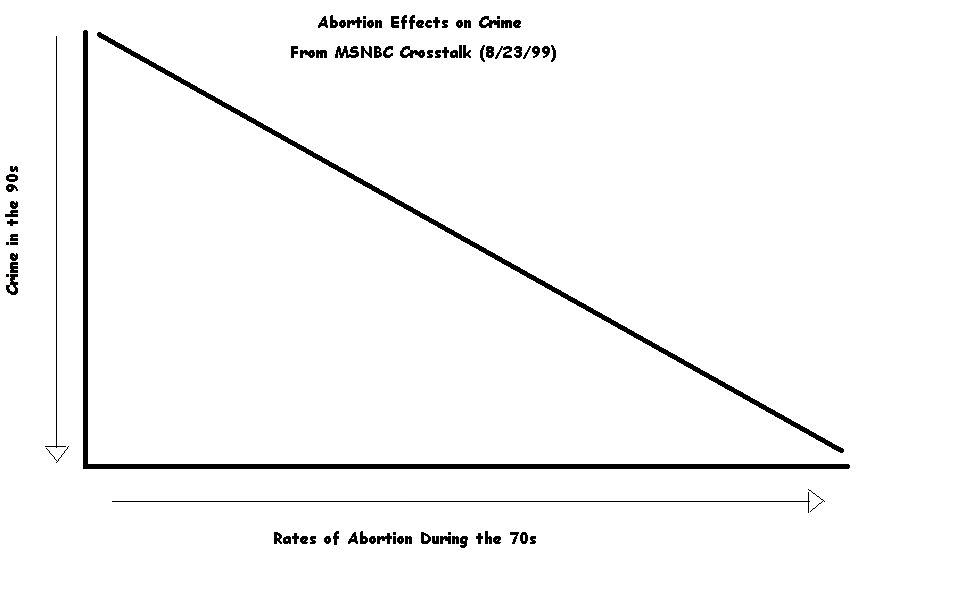 Abortion Effects on Crime
From MSNBC Crosstalk (8/23/99)
Crime in the 90s
Rates of Abortion During the 70s